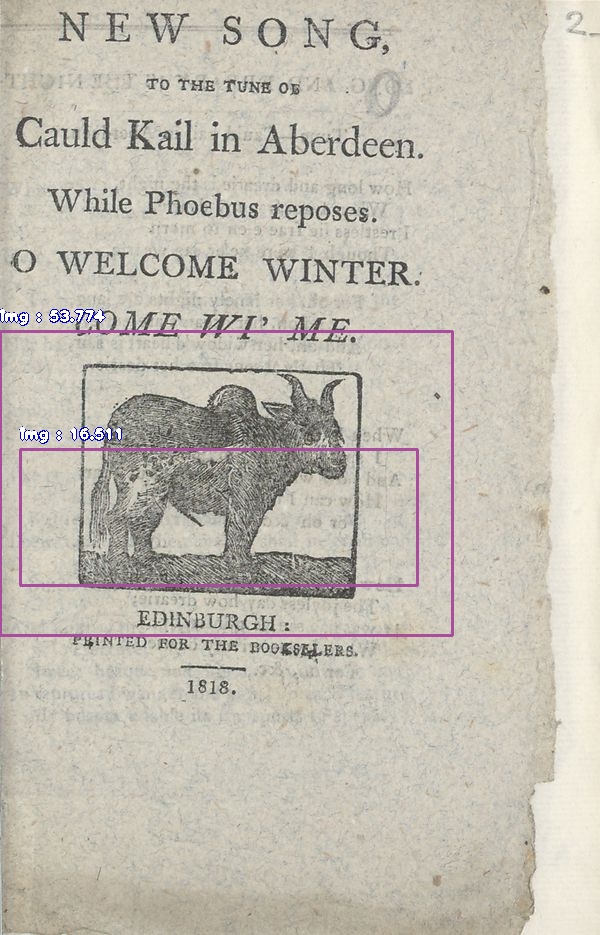 2
NEW SONG,
TO THE TUNE OF
Cauld Kail in Aberdeen.
While Phoebus reposes.
O WELCOME WINTER.
COME WI' ME.
img : 53.774
img : 16.511
EDINBURGH:
PRINTED FOR THE BOOKSELLERS.
1818.